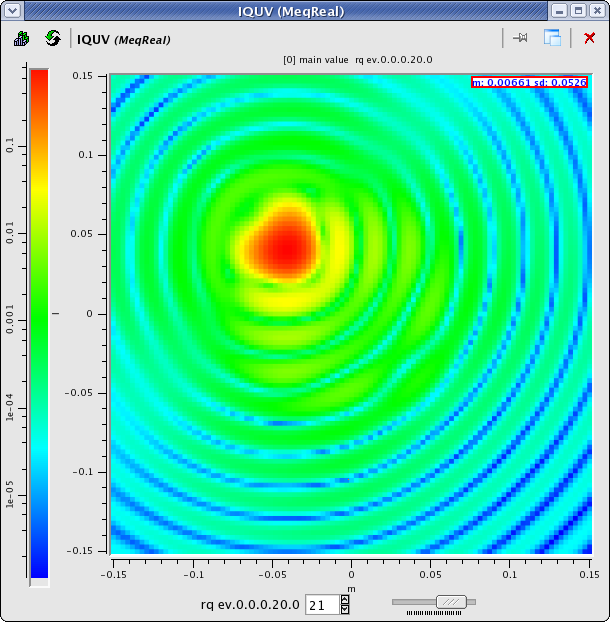 IQUV (MeqReal)
IQUV (MeqReal)
[0] main value rq ev.0.0.0.20.0
m: 0.00661 sd: 0.0526
0.1
0.01
0.001
1e-04
1e-05
0.15
0.1
0.05
0
-0.05
-0.1
-0.15
-0.15 -0.1 -0.05 0 0.05 0.1 0.15
m
rq ev.0.0.0.20.0 21